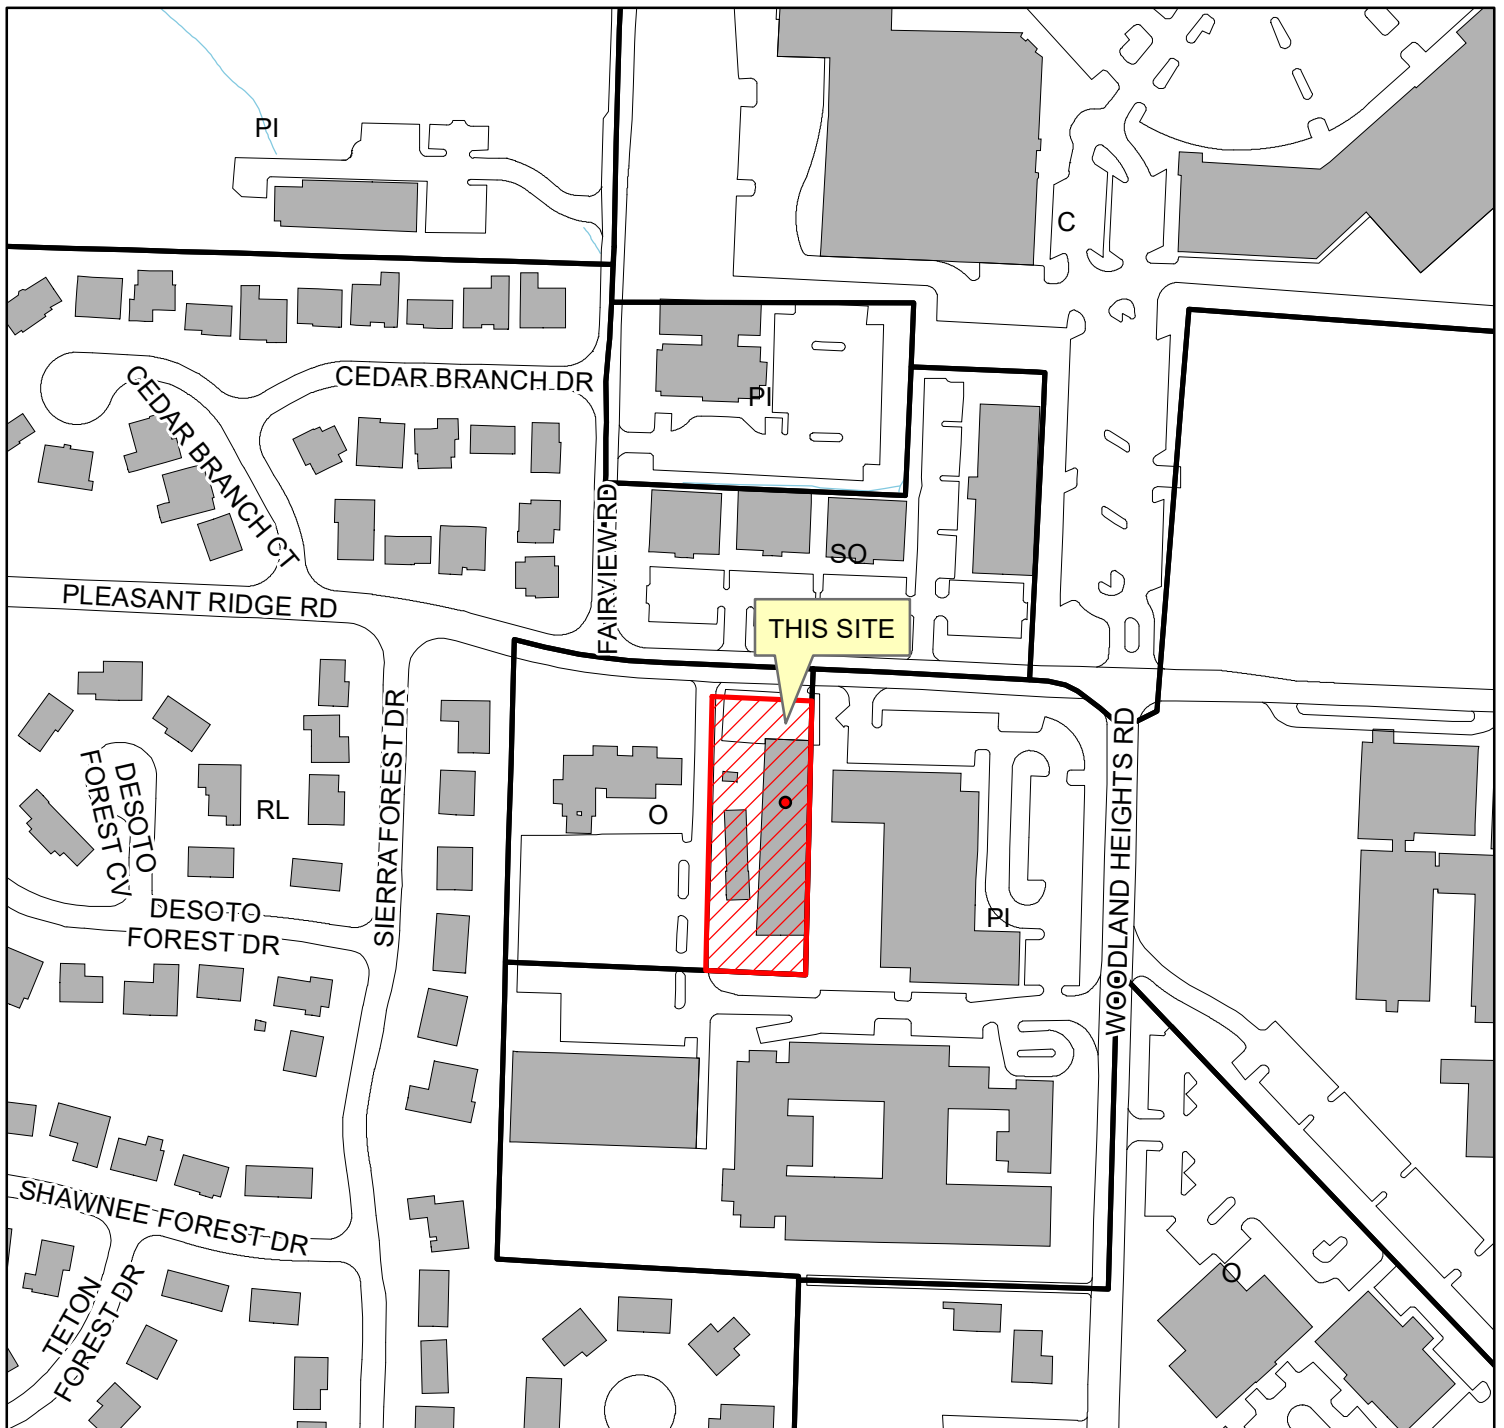 PI
C
CEDAR BRANCH DR
CEDAR BRANCH CT
PI
FAIRVIEW RD
SO
PLEASANT RIDGE RD
THIS SITE
SIERRA FOREST DR
WOODLAND HEIGHTS RD
DESOTO
FOREST CV
RL
O
DESOTO
FOREST DR
PI
SHAWNEE FOREST DR
TETON
FOREST DR
O